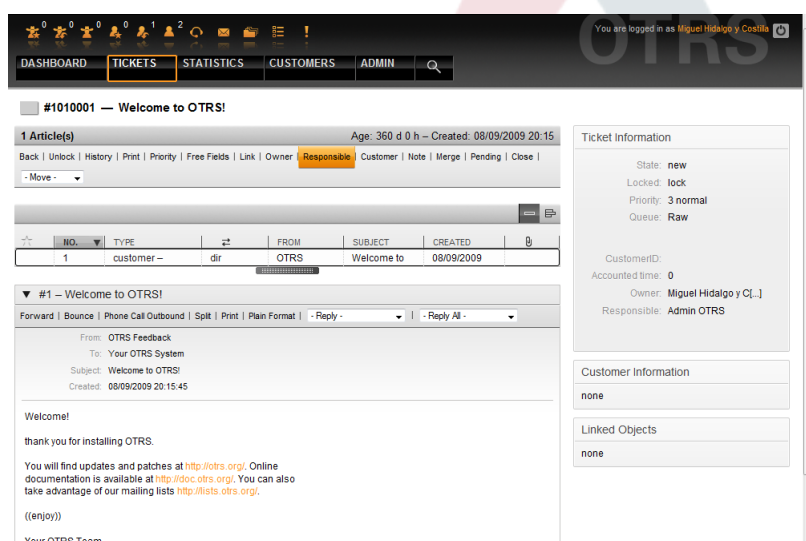 0 0 0 0 1 2
You are logged in as Miguel Hidalgo y Costilla
OTRS
DASHBOARD TICKETS STATISTICS CUSTOMERS ADMIN
#1010001 — Welcome to OTRS!
1 Article(s) Age: 360 d 0 h – Created: 08/09/2009 20:15
Back | Unlock | History | Print | Priority | Free Fields | Link | Owner | Responsible | Customer | Note | Merge | Pending | Close |
- Move -
NO. TYPE FROM SUBJECT CREATED
1 customer – dir OTRS Welcome to 08/09/2009
#1 – Welcome to OTRS!
Forward | Bounce | Phone Call Outbound | Split | Print | Plain Format | - Reply - | - Reply All -
From: OTRS Feedback
To: Your OTRS System
Subject: Welcome to OTRS!
Created: 08/09/2009 20:15:45
Welcome!
thank you for installing OTRS.
You will find updates and patches at http://otrs.org/. Online
documentation is available at http://doc.otrs.org/. You can also
take advantage of our mailing lists http://lists.otrs.org/.
((enjoy))
Your OTRS Team
Ticket Information
State: new
Locked: lock
Priority: 3 normal
Queue: Raw
CustomerID:
Accounted time: 0
Owner: Miguel Hidalgo y C[...]
Responsible: Admin OTRS
Customer Information
none
Linked Objects
none